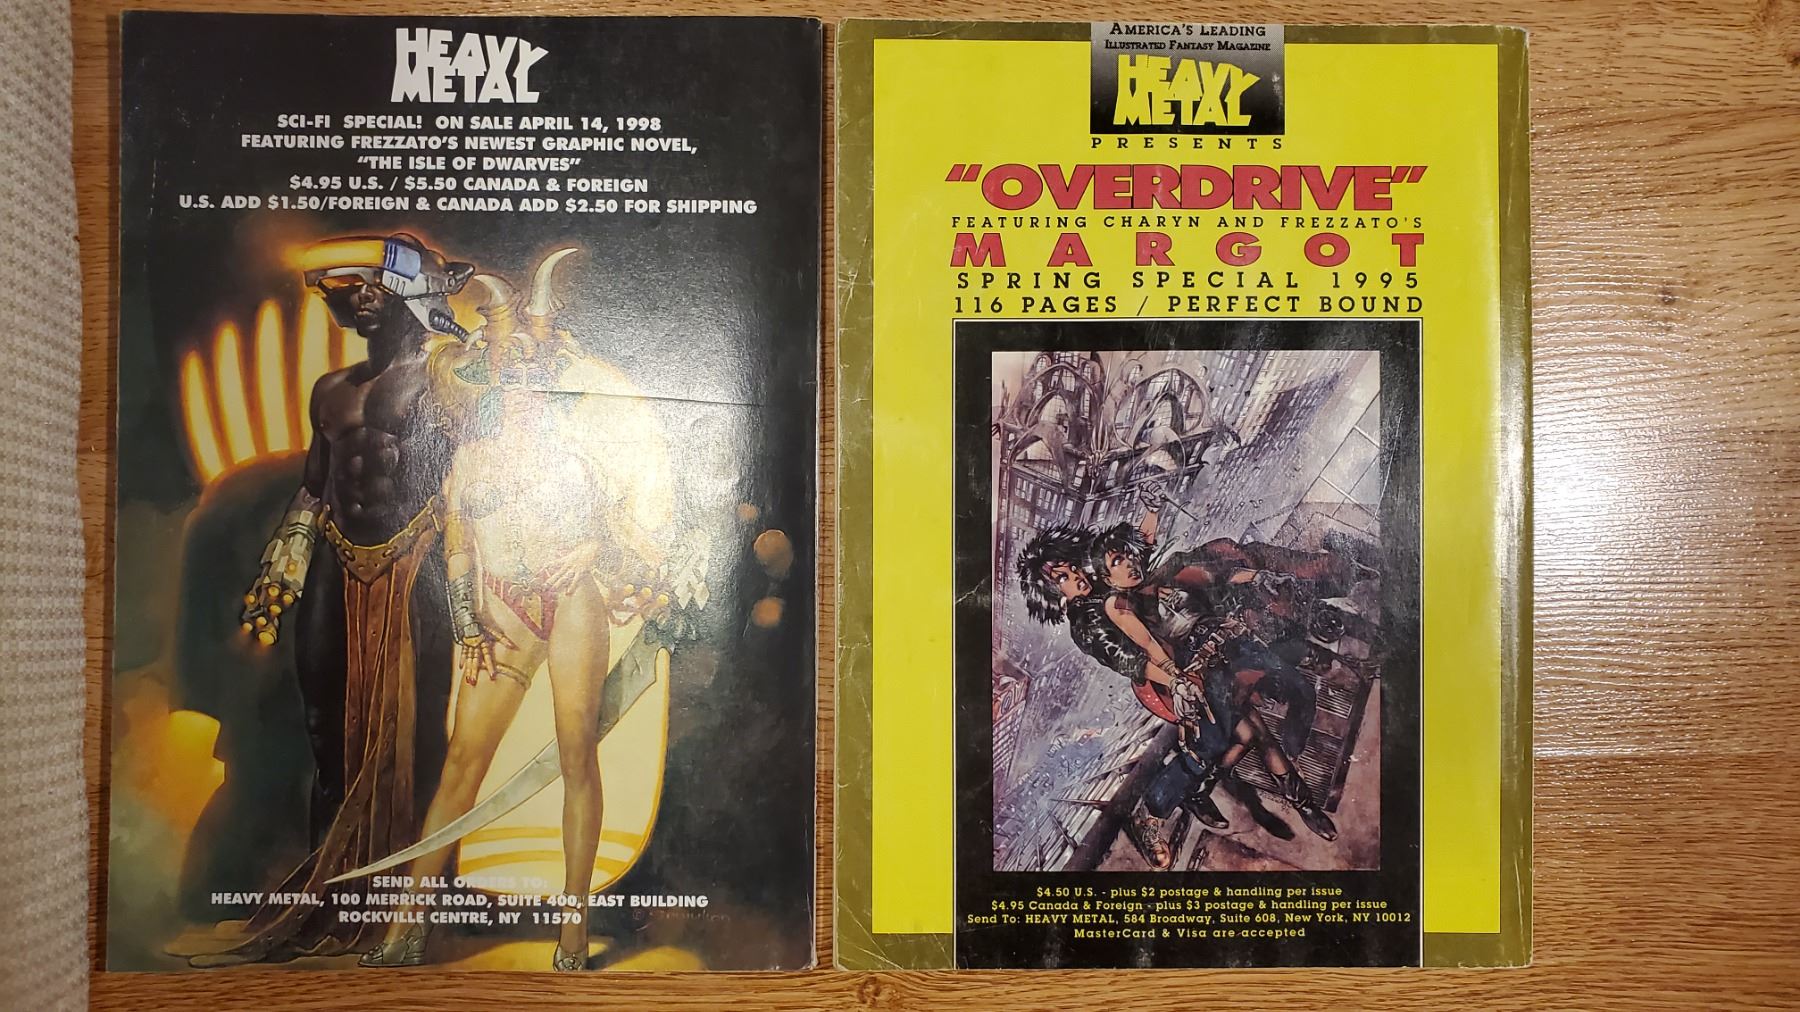 HEAVY
METAL
SCI-FI SPECIAL! ON SALE APRIL 14, 1998
FEATURING FREZZATO'S NEWEST GRAPHIC NOVEL,
"THE ISLE OF DWARVES"
$4.95 U.S. / $5.50 CANADA & FOREIGN
U.S. ADD $1.50/FOREIGN & CANADA ADD $2.50 FOR SHIPPING
SEND ALL ORDERS TO:
HEAVY METAL, 100 MERRICK ROAD, SUITE 400, EAST BUILDING
ROCKVILLE CENTRE, NY 11570
AMERICA'S LEADING
ILLUSTRATED FANTASY MAGAZINE
HEAVY
METAL
PRESENTS
"OVERDRIVE"
FEATURING CHARYN AND FREZZATO'S
MARGOT
SPRING SPECIAL 1995
116 PAGES / PERFECT BOUND
$4.50 U.S. - plus $2 postage & handling per issue
$4.95 Canada & Foreign - plus $3 postage & handling per issue
Send To: HEAVY METAL, 584 Broadway, Suite 608, New York, NY 10012
MasterCard & Visa are accepted